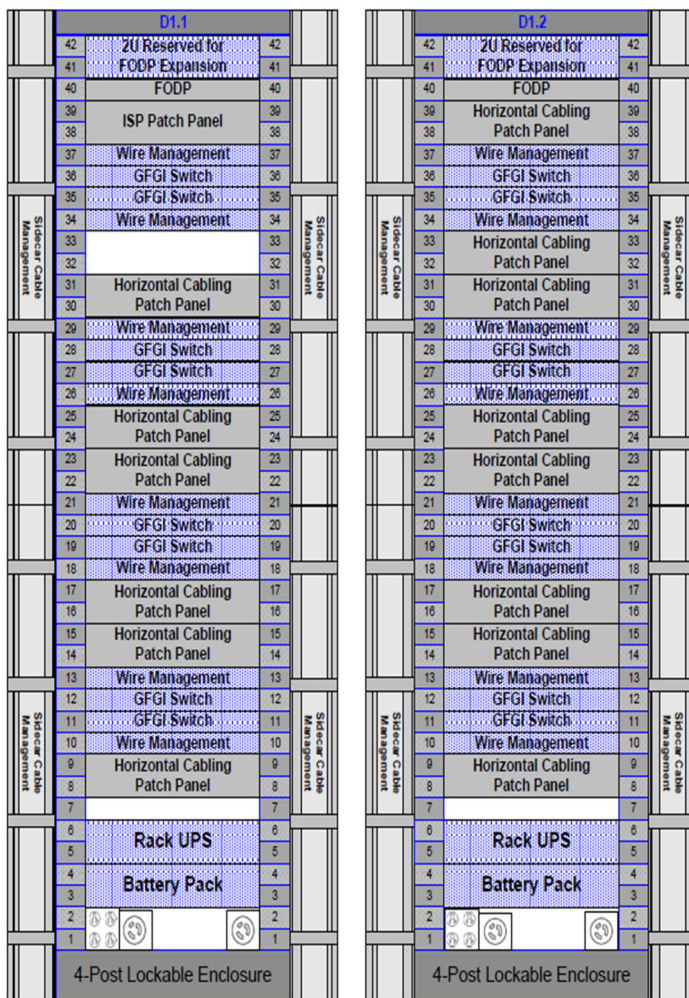 D1.1
42 2U Reserved for 42
41 FODP Expansion 41
40 FODP 40
39 39
ISP Patch Panel
38 38
37 Wire Management 37
36 GFGI Switch 36
35 GFGI Switch 35
34 Wire Management 34
33 33
32 32
31 Horizontal Cabling 31
30 Patch Panel 30
29 Wire Management 29
28 GFGI Switch 28
27 GFGI Switch 27
26 Wire Management 26
25 Horizontal Cabling 25
24 Patch Panel 24
23 Horizontal Cabling 23
22 Patch Panel 22
21 Wire Management 21
20 GFGI Switch 20
19 GFGI Switch 19
18 Wire Management 18
17 Horizontal Cabling 17
16 Patch Panel 16
15 Horizontal Cabling 15
14 Patch Panel 14
13 Wire Management 13
12 GFGI Switch 12
11 GFGI Switch 11
10 Wire Management 10
9 Horizontal Cabling 9
8 Patch Panel 8
7 7
6 6
Rack UPS
5 5
4 4
Battery Pack
3 3
2 2
1 1
4-Post Lockable Enclosure
Sidecar Cable
Management
Sidecar Cable
Management
Sidecar Cable
Management
Sidecar Cable
Management
D1.2
42 2U Reserved for 42
41 FODP Expansion 41
40 FODP 40
39 Horizontal Cabling 39
38 Patch Panel 38
37 Wire Management 37
36 GFGI Switch 36
35 GFGI Switch 35
34 Wire Management 34
33 Horizontal Cabling 33
32 Patch Panel 32
31 Horizontal Cabling 31
30 Patch Panel 30
29 Wire Management 29
28 GFGI Switch 28
27 GFGI Switch 27
26 Wire Management 26
25 Horizontal Cabling 25
24 Patch Panel 24
23 Horizontal Cabling 23
22 Patch Panel 22
21 Wire Management 21
20 GFGI Switch 20
19 GFGI Switch 19
18 Wire Management 18
17 Horizontal Cabling 17
16 Patch Panel 16
15 Horizontal Cabling 15
14 Patch Panel 14
13 Wire Management 13
12 GFGI Switch 12
11 GFGI Switch 11
10 Wire Management 10
9 Horizontal Cabling 9
8 Patch Panel 8
7 7
6 6
Rack UPS
5 5
4 4
Battery Pack
3 3
2 2
1 1
4-Post Lockable Enclosure
Sidecar Cable
Management
Sidecar Cable
Management
Sidecar Cable
Management
Sidecar Cable
Management